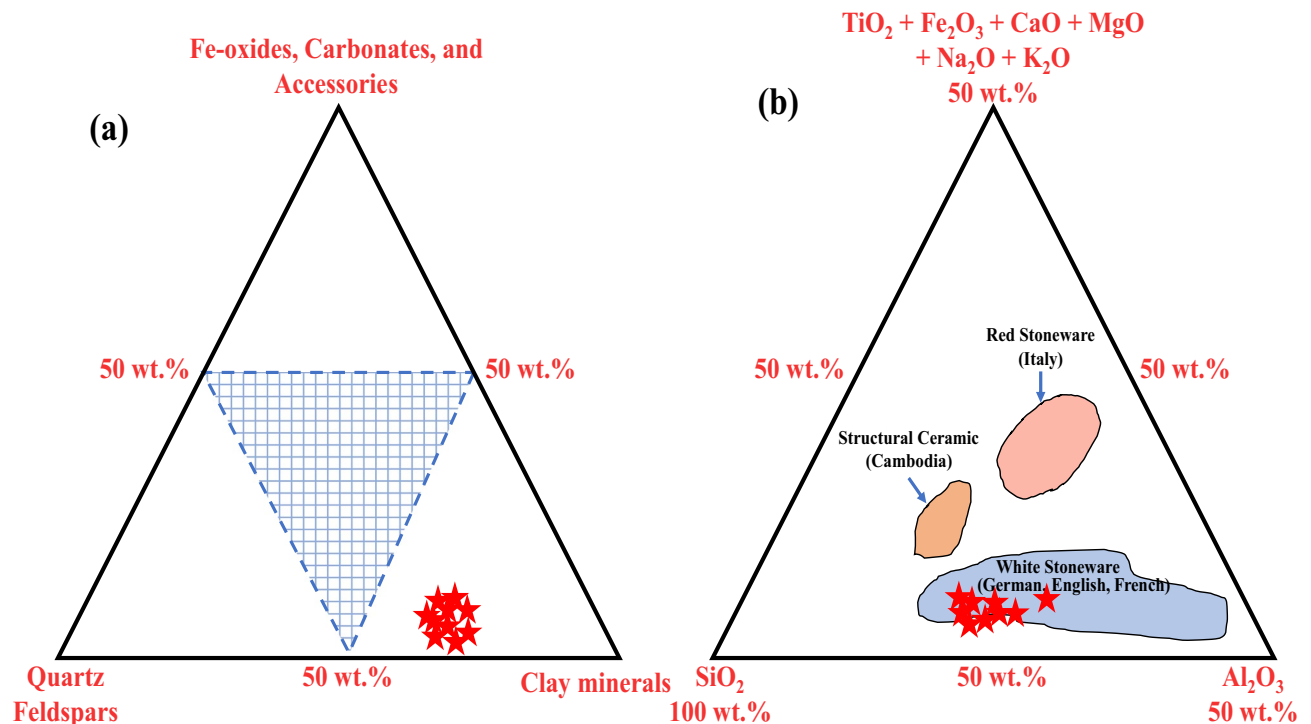 Fe-oxides, Carbonates, and
Accessories
(a)
50 wt.%
50 wt.%
Quartz
Feldspars
50 wt.%
Clay minerals
TiO₂ + Fe₂O₃ + CaO + MgO
+ Na₂O + K₂O
50 wt.%
(b)
Red Stoneware
(Italy)
50 wt.%
50 wt.%
Structural Ceramic
(Cambodia)
White Stoneware
(German, English, French)
SiO₂
100 wt.%
50 wt.%
Al₂O₃
50 wt.%